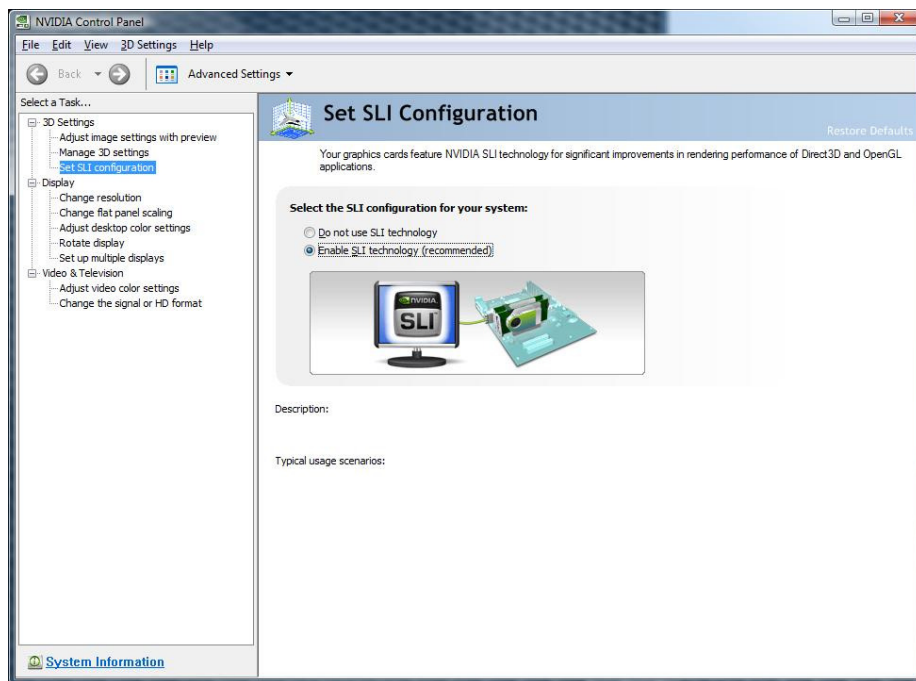 NVIDIA Control Panel
File Edit View 3D Settings Help
Back Advanced Settings
Select a Task...
3D Settings
Adjust image settings with preview
Manage 3D settings
Set SLI configuration
Display
Change resolution
Change flat panel scaling
Adjust desktop color settings
Rotate display
Set up multiple displays
Video & Television
Adjust video color settings
Change the signal or HD format
System Information
Set SLI Configuration
Restore Defaults
Your graphics cards feature NVIDIA SLI technology for significant improvements in rendering performance of Direct3D and OpenGL
applications.
Select the SLI configuration for your system:
Do not use SLI technology
Enable SLI technology (recommended)
NVIDIA
SLI
Description:
Typical usage scenarios: